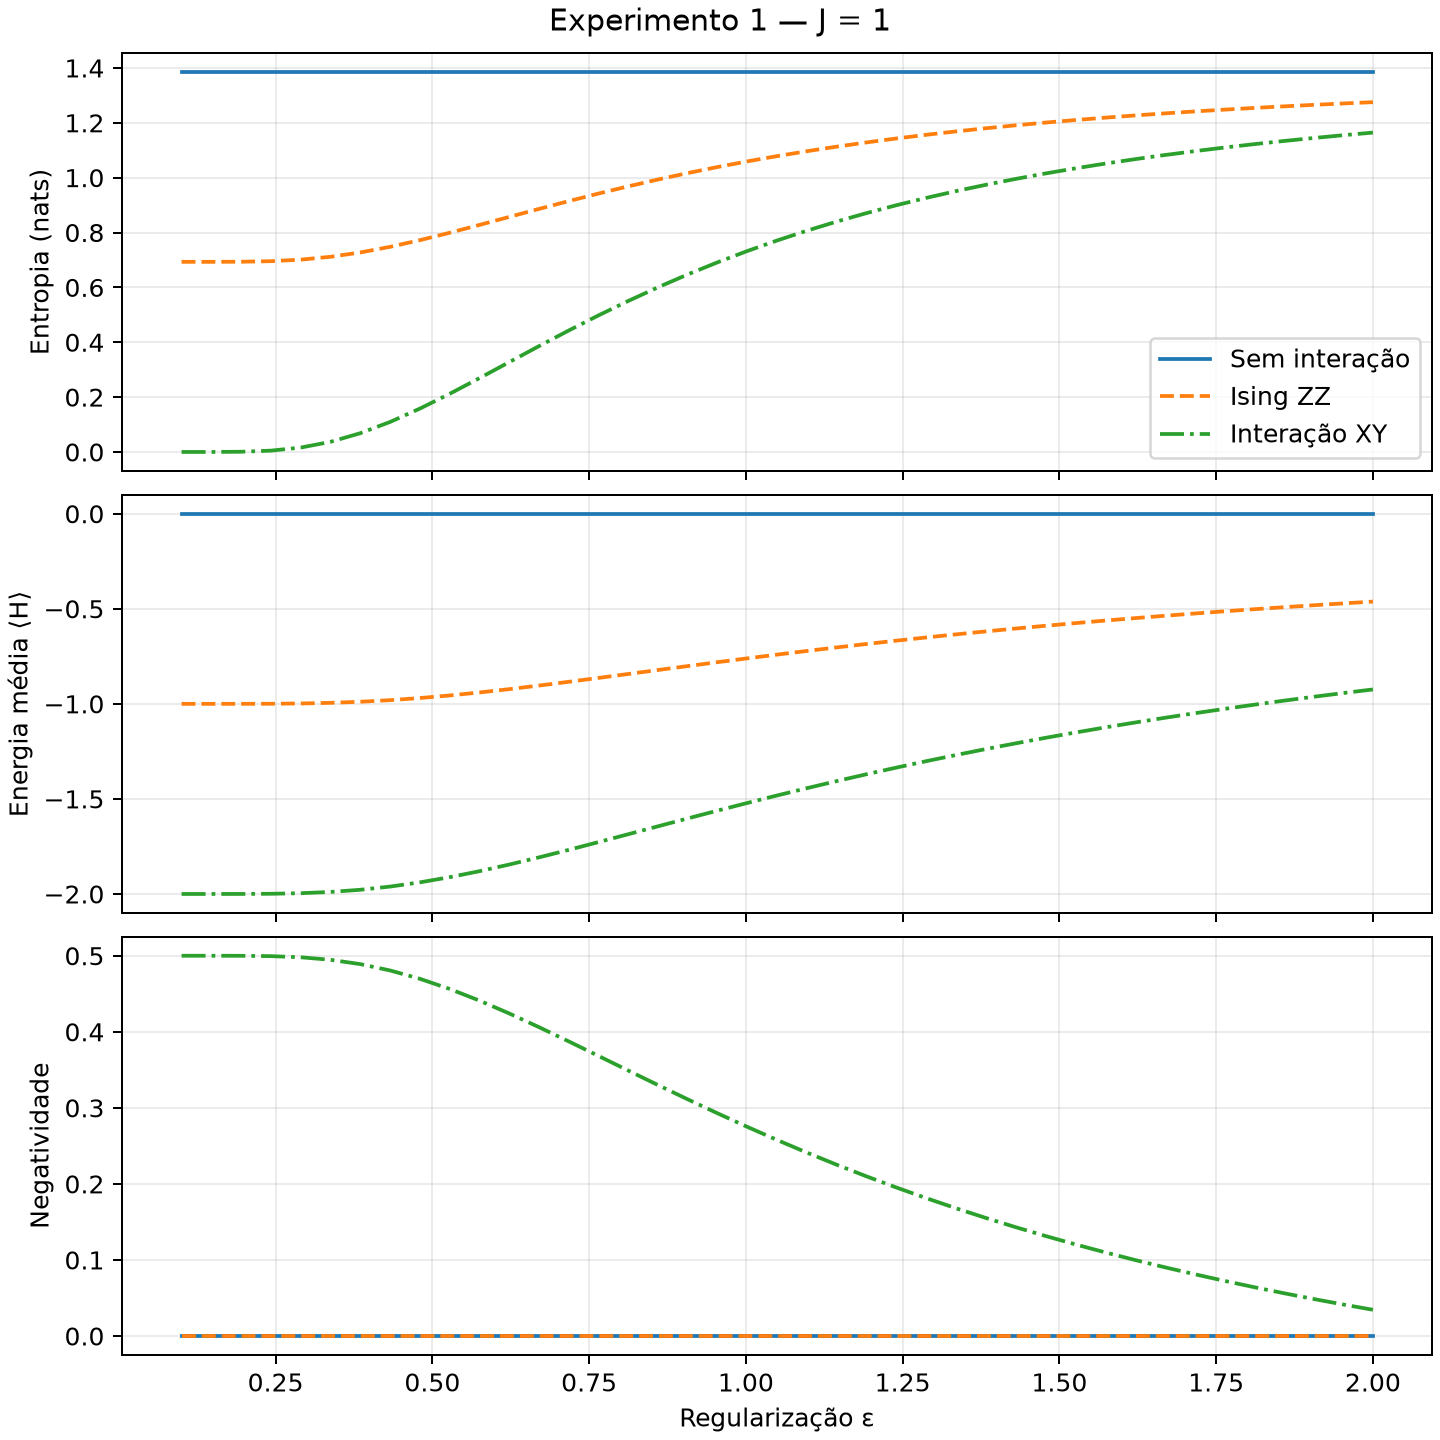 Experimento 1 — J = 1
1.4
1.2
1.0
0.8
0.6
0.4
0.2
0.0
Entropia (nats)
Sem interação
Ising ZZ
Interação XY
0.0
−0.5
−1.0
−1.5
−2.0
Energia média ⟨H⟩
0.5
0.4
0.3
0.2
0.1
0.0
Negatividade
0.25 0.50 0.75 1.00 1.25 1.50 1.75 2.00
Regularização ε